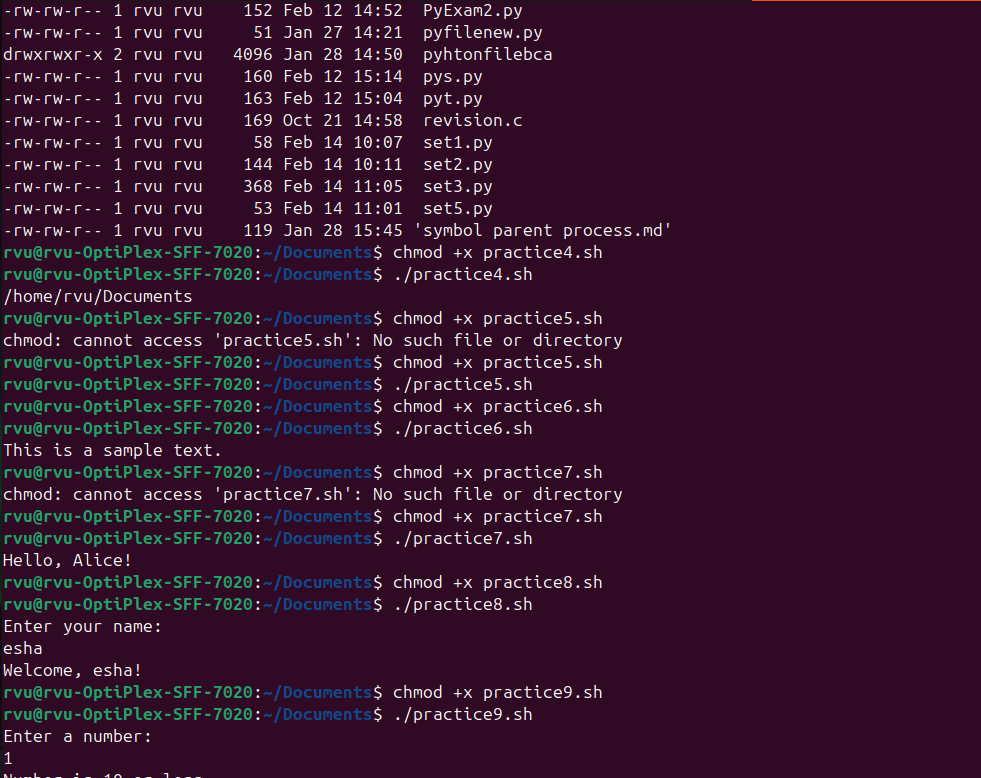 -rw-rw-r-- 1 rvu rvu    152 Feb 12 14:52  PyExam2.py
-rw-rw-r-- 1 rvu rvu     51 Jan 27 14:21  pyfilenew.py
drwxrwxr-x 2 rvu rvu   4096 Jan 28 14:50  pyhtonfilebca
-rw-rw-r-- 1 rvu rvu    160 Feb 12 15:14  pys.py
-rw-rw-r-- 1 rvu rvu    163 Feb 12 15:04  pyt.py
-rw-rw-r-- 1 rvu rvu    169 Oct 21 14:58  revision.c
-rw-rw-r-- 1 rvu rvu     58 Feb 14 10:07  set1.py
-rw-rw-r-- 1 rvu rvu    144 Feb 14 10:11  set2.py
-rw-rw-r-- 1 rvu rvu    368 Feb 14 11:05  set3.py
-rw-rw-r-- 1 rvu rvu     53 Feb 14 11:01  set5.py
-rw-rw-r-- 1 rvu rvu    119 Jan 28 15:45 'symbol parent process.md'
rvu@rvu-OptiPlex-SFF-7020:~/Documents$ chmod +x practice4.sh
rvu@rvu-OptiPlex-SFF-7020:~/Documents$ ./practice4.sh
/home/rvu/Documents
rvu@rvu-OptiPlex-SFF-7020:~/Documents$ chmod +x practice5.sh
chmod: cannot access 'practice5.sh': No such file or directory
rvu@rvu-OptiPlex-SFF-7020:~/Documents$ chmod +x practice5.sh
rvu@rvu-OptiPlex-SFF-7020:~/Documents$ ./practice5.sh
rvu@rvu-OptiPlex-SFF-7020:~/Documents$ chmod +x practice6.sh
rvu@rvu-OptiPlex-SFF-7020:~/Documents$ ./practice6.sh
This is a sample text.
rvu@rvu-OptiPlex-SFF-7020:~/Documents$ chmod +x practice7.sh
chmod: cannot access 'practice7.sh': No such file or directory
rvu@rvu-OptiPlex-SFF-7020:~/Documents$ chmod +x practice7.sh
rvu@rvu-OptiPlex-SFF-7020:~/Documents$ ./practice7.sh
Hello, Alice!
rvu@rvu-OptiPlex-SFF-7020:~/Documents$ chmod +x practice8.sh
rvu@rvu-OptiPlex-SFF-7020:~/Documents$ ./practice8.sh
Enter your name:
esha
Welcome, esha!
rvu@rvu-OptiPlex-SFF-7020:~/Documents$ chmod +x practice9.sh
rvu@rvu-OptiPlex-SFF-7020:~/Documents$ ./practice9.sh
Enter a number:
1
Number is 10 or less